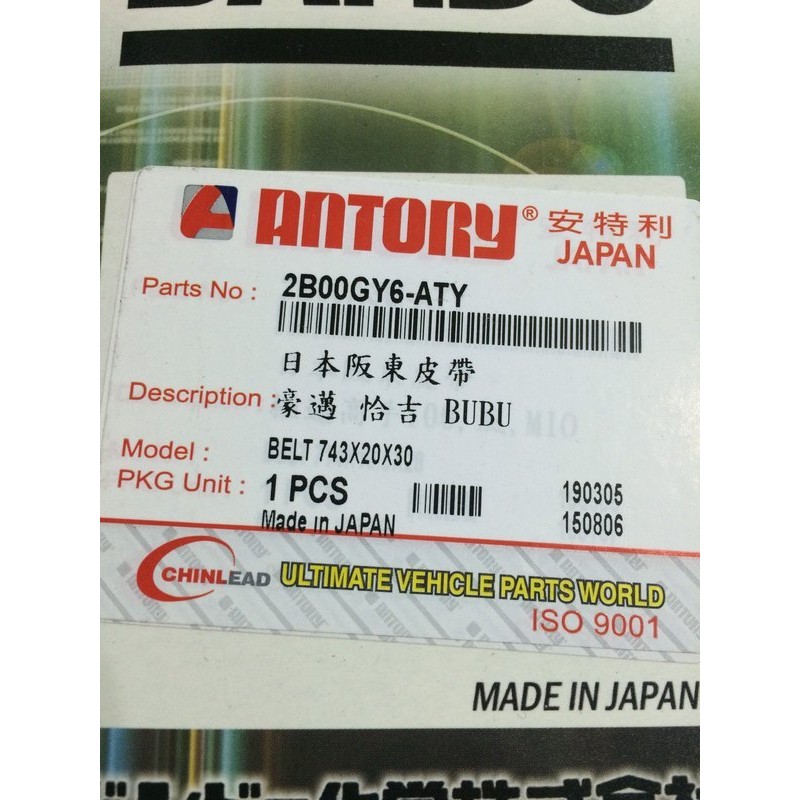 ANTORY® 安特利
JAPAN
Parts No : 2B00GY6-ATY
日本阪東皮帶
Description : 豪邁 恰吉 BUBU
Model : BELT 743X20X30
PKG Unit : 1 PCS 190305
Made in JAPAN 150806
CHINLEAD ULTIMATE VEHICLE PARTS WORLD
ISO 9001
MADE IN JAPAN